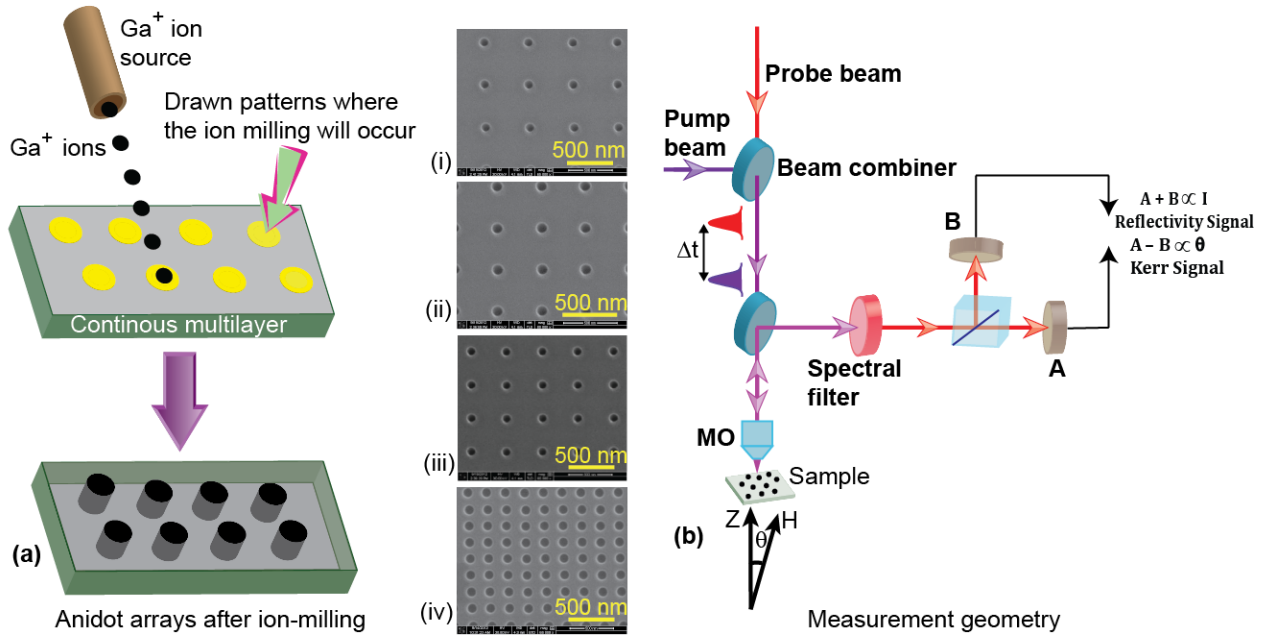 Ga+ ion
source
Drawn patterns where
the ion milling will occur
Ga+ ions
Continous multilayer
(a)
Anidot arrays after ion-milling
(i)
500 nm
(ii)
500 nm
(iii)
500 nm
(iv)
500 nm
Probe beam
Pump
beam
Beam combiner
Δt
B
A + B ∝ I
Reflectivity Signal
A – B ∝ θ
Kerr Signal
A
Spectral
filter
MO
Sample
Z
H
θ
(b)
Measurement geometry